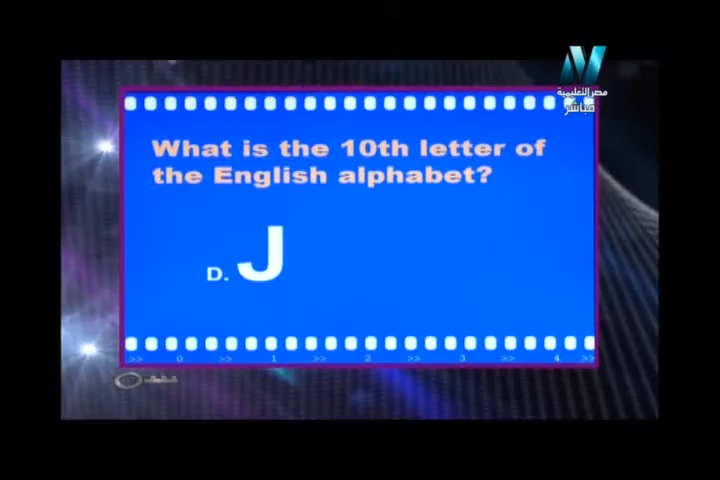 مصر التعليمية
مباشر
What is the 10th letter of
the English alphabet?
D. J
>> 0 >> 1 >> 2 >> 3 >> 4 >>